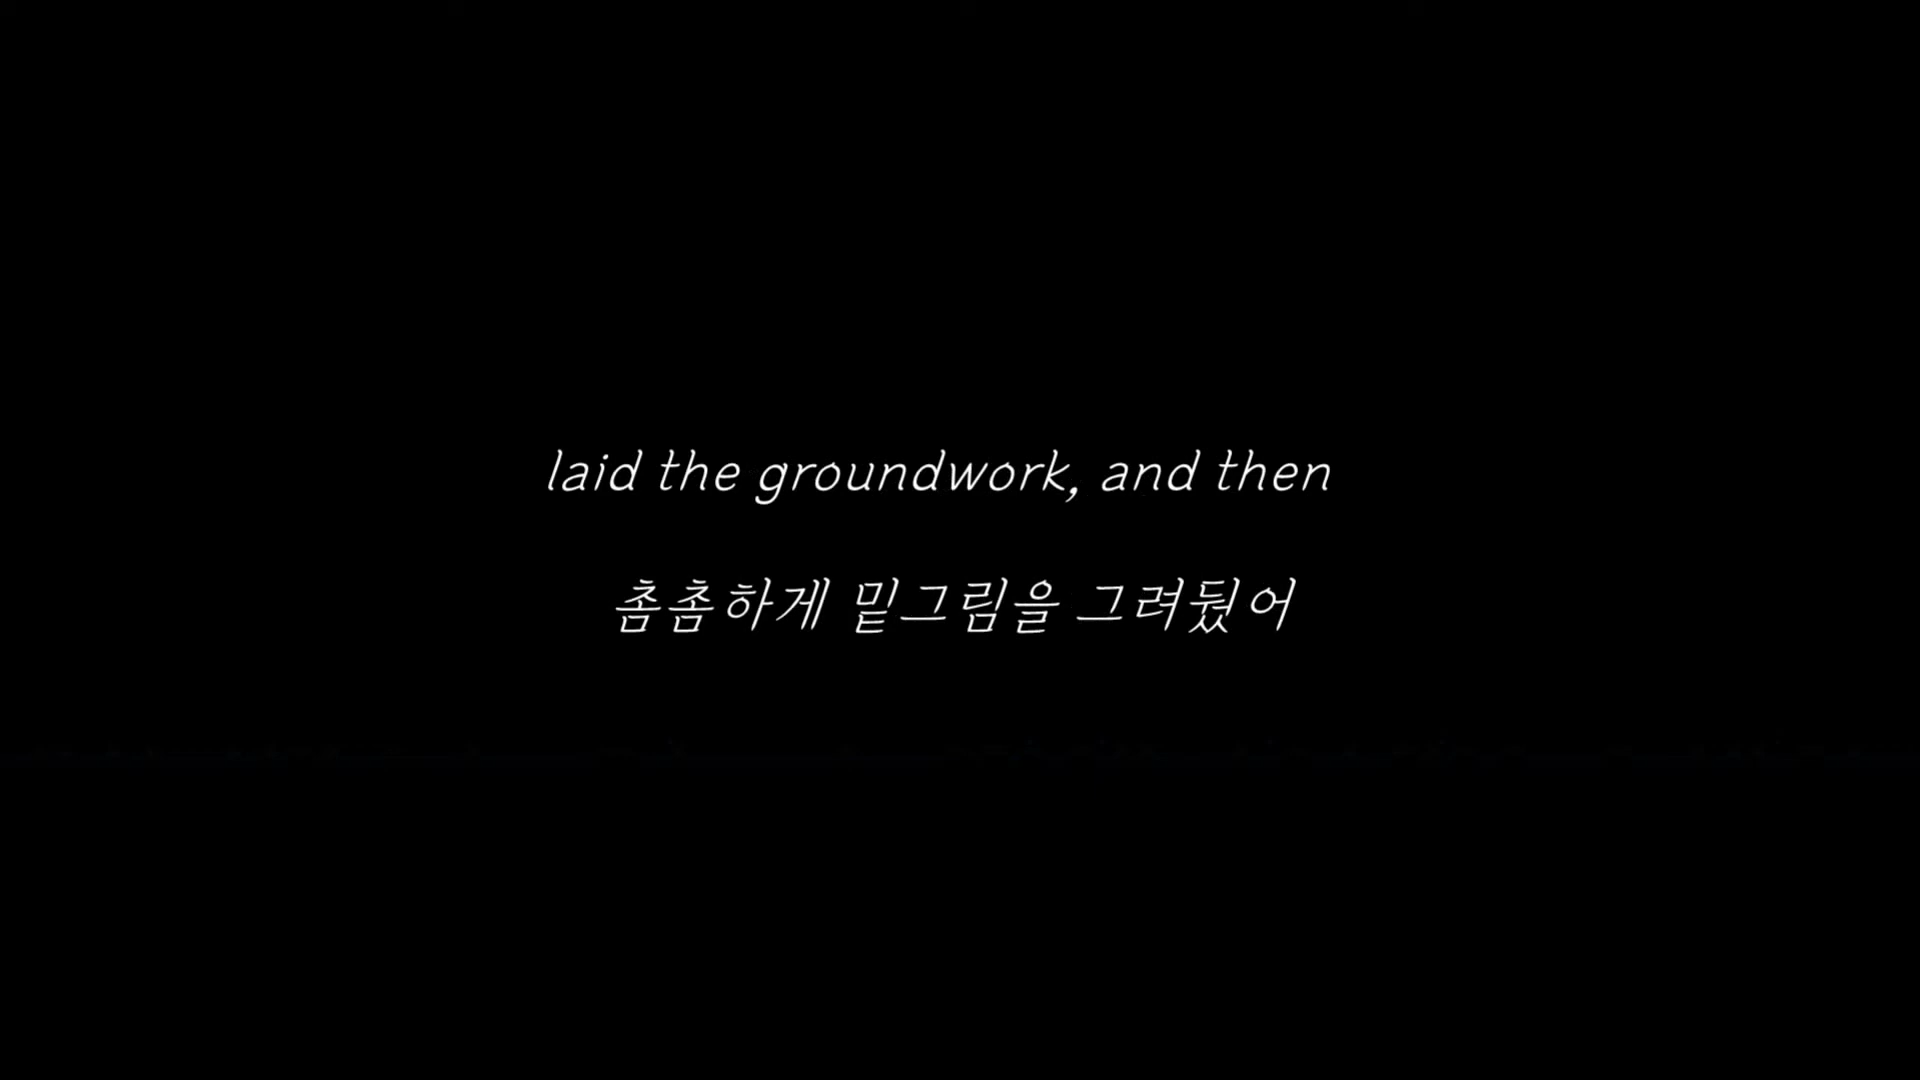 laid the groundwork, and then
촘촘하게 밑그림을 그려뒀어